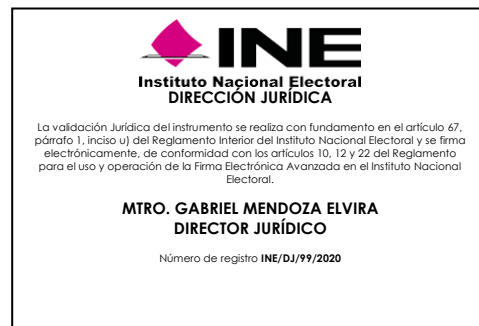 INE
Instituto Nacional Electoral
DIRECCIÓN JURÍDICA
La validación Jurídica del instrumento se realiza con fundamento en el artículo 67,
párrafo 1, inciso u) del Reglamento Interior del Instituto Nacional Electoral y se firma
electrónicamente, de conformidad con los artículos 10, 12 y 22 del Reglamento
para el uso y operación de la Firma Electrónica Avanzada en el Instituto Nacional
Electoral.
MTRO. GABRIEL MENDOZA ELVIRA
DIRECTOR JURÍDICO
Número de registro INE/DJ/99/2020